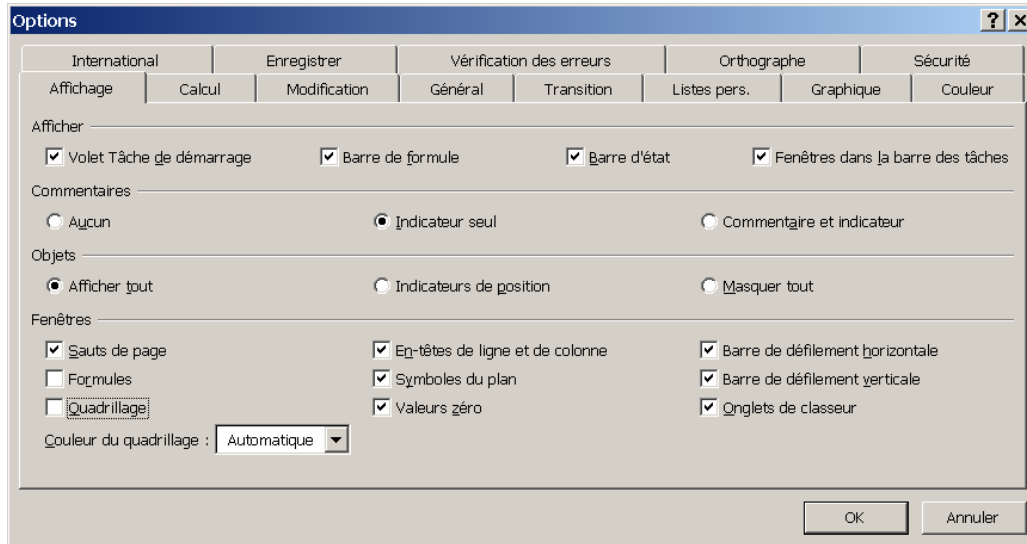 Options
International Enregistrer Vérification des erreurs Orthographe Sécurité
Affichage Calcul Modification Général Transition Listes pers. Graphique Couleur
Afficher
Volet Tâche de démarrage Barre de formule Barre d'état Fenêtres dans la barre des tâches
Commentaires
Aucun Indicateur seul Commentaire et indicateur
Objets
Afficher tout Indicateurs de position Masquer tout
Fenêtres
Sauts de page En-têtes de ligne et de colonne Barre de défilement horizontale
Formules Symboles du plan Barre de défilement verticale
Quadrillage Valeurs zéro Onglets de classeur
Couleur du quadrillage : Automatique
OK Annuler